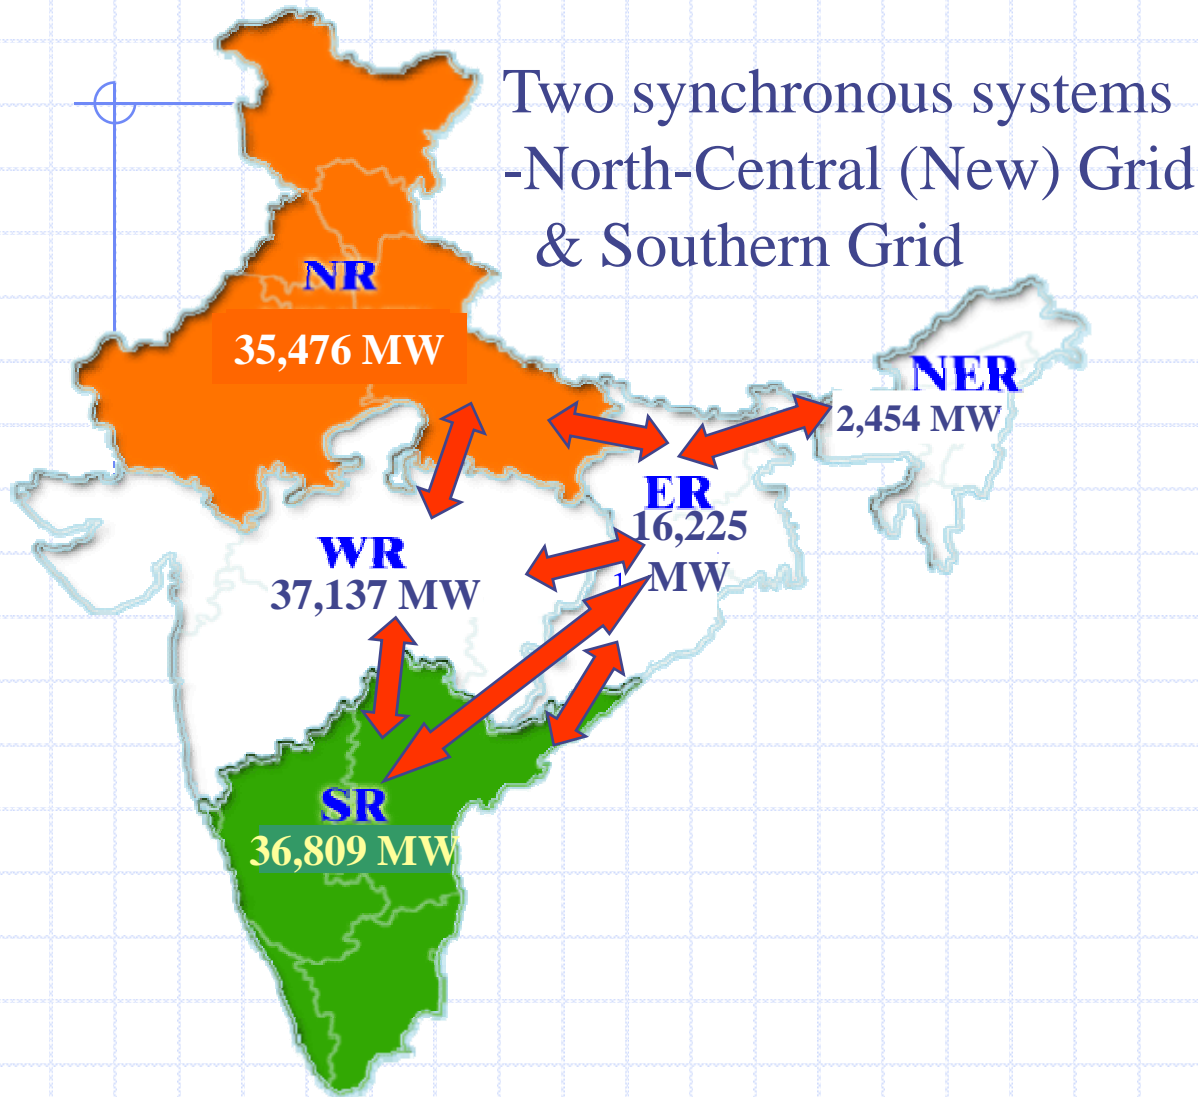 Two synchronous systems
-North-Central (New) Grid
& Southern Grid
NR
35,476 MW
NER
2,454 MW
ER
16,225
1 MW
WR
37,137 MW
SR
36,809 MW